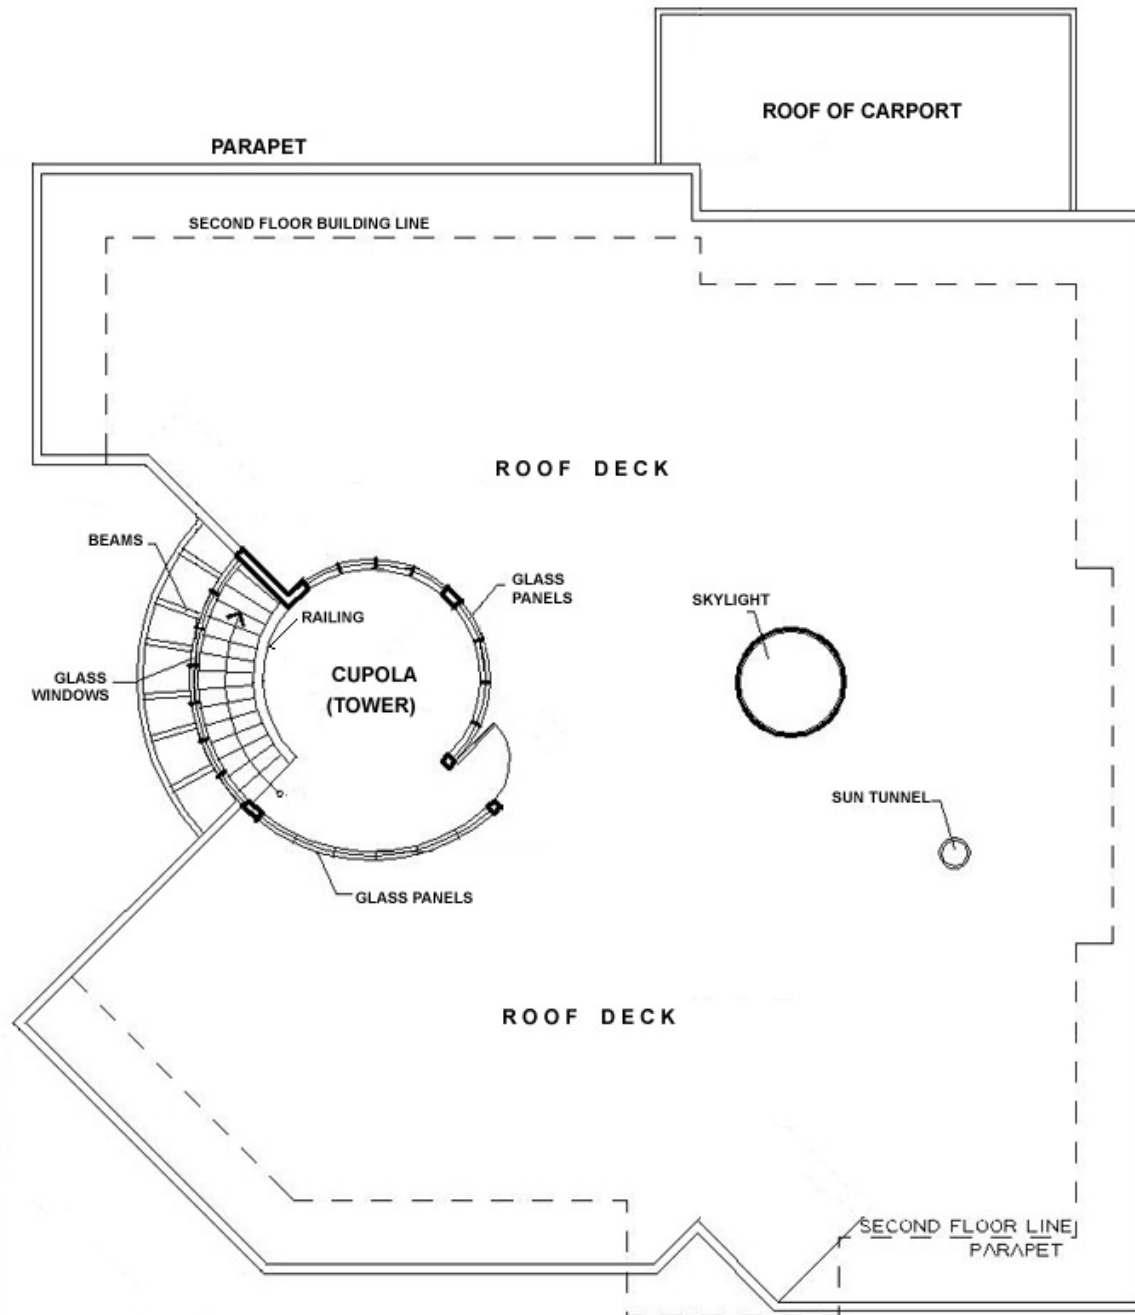 ROOF OF CARPORT
PARAPET
SECOND FLOOR BUILDING LINE
ROOF DECK
BEAMS
GLASS
PANELS
SKYLIGHT
RAILING
CUPOLA
(TOWER)
GLASS
WINDOWS
SUN TUNNEL
GLASS PANELS
ROOF DECK
SECOND FLOOR LINE
PARAPET